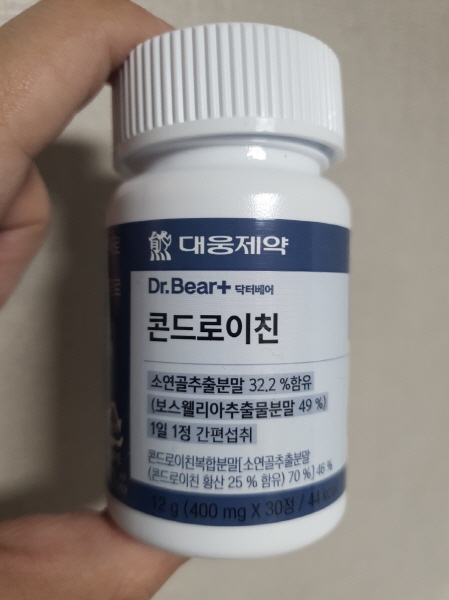 대웅제약
Dr.Bear+ 닥터베어
콘드로이친
소연골추출분말 32.2 %함유
(보스웰리아추출물분말 49 %)
1일 1정 간편섭취
콘드로이친복합분말[소연골추출분말
(콘드로이친 황산 25 % 함유) 70 %] 46 %
12 g (400 mg X 30정 / 44